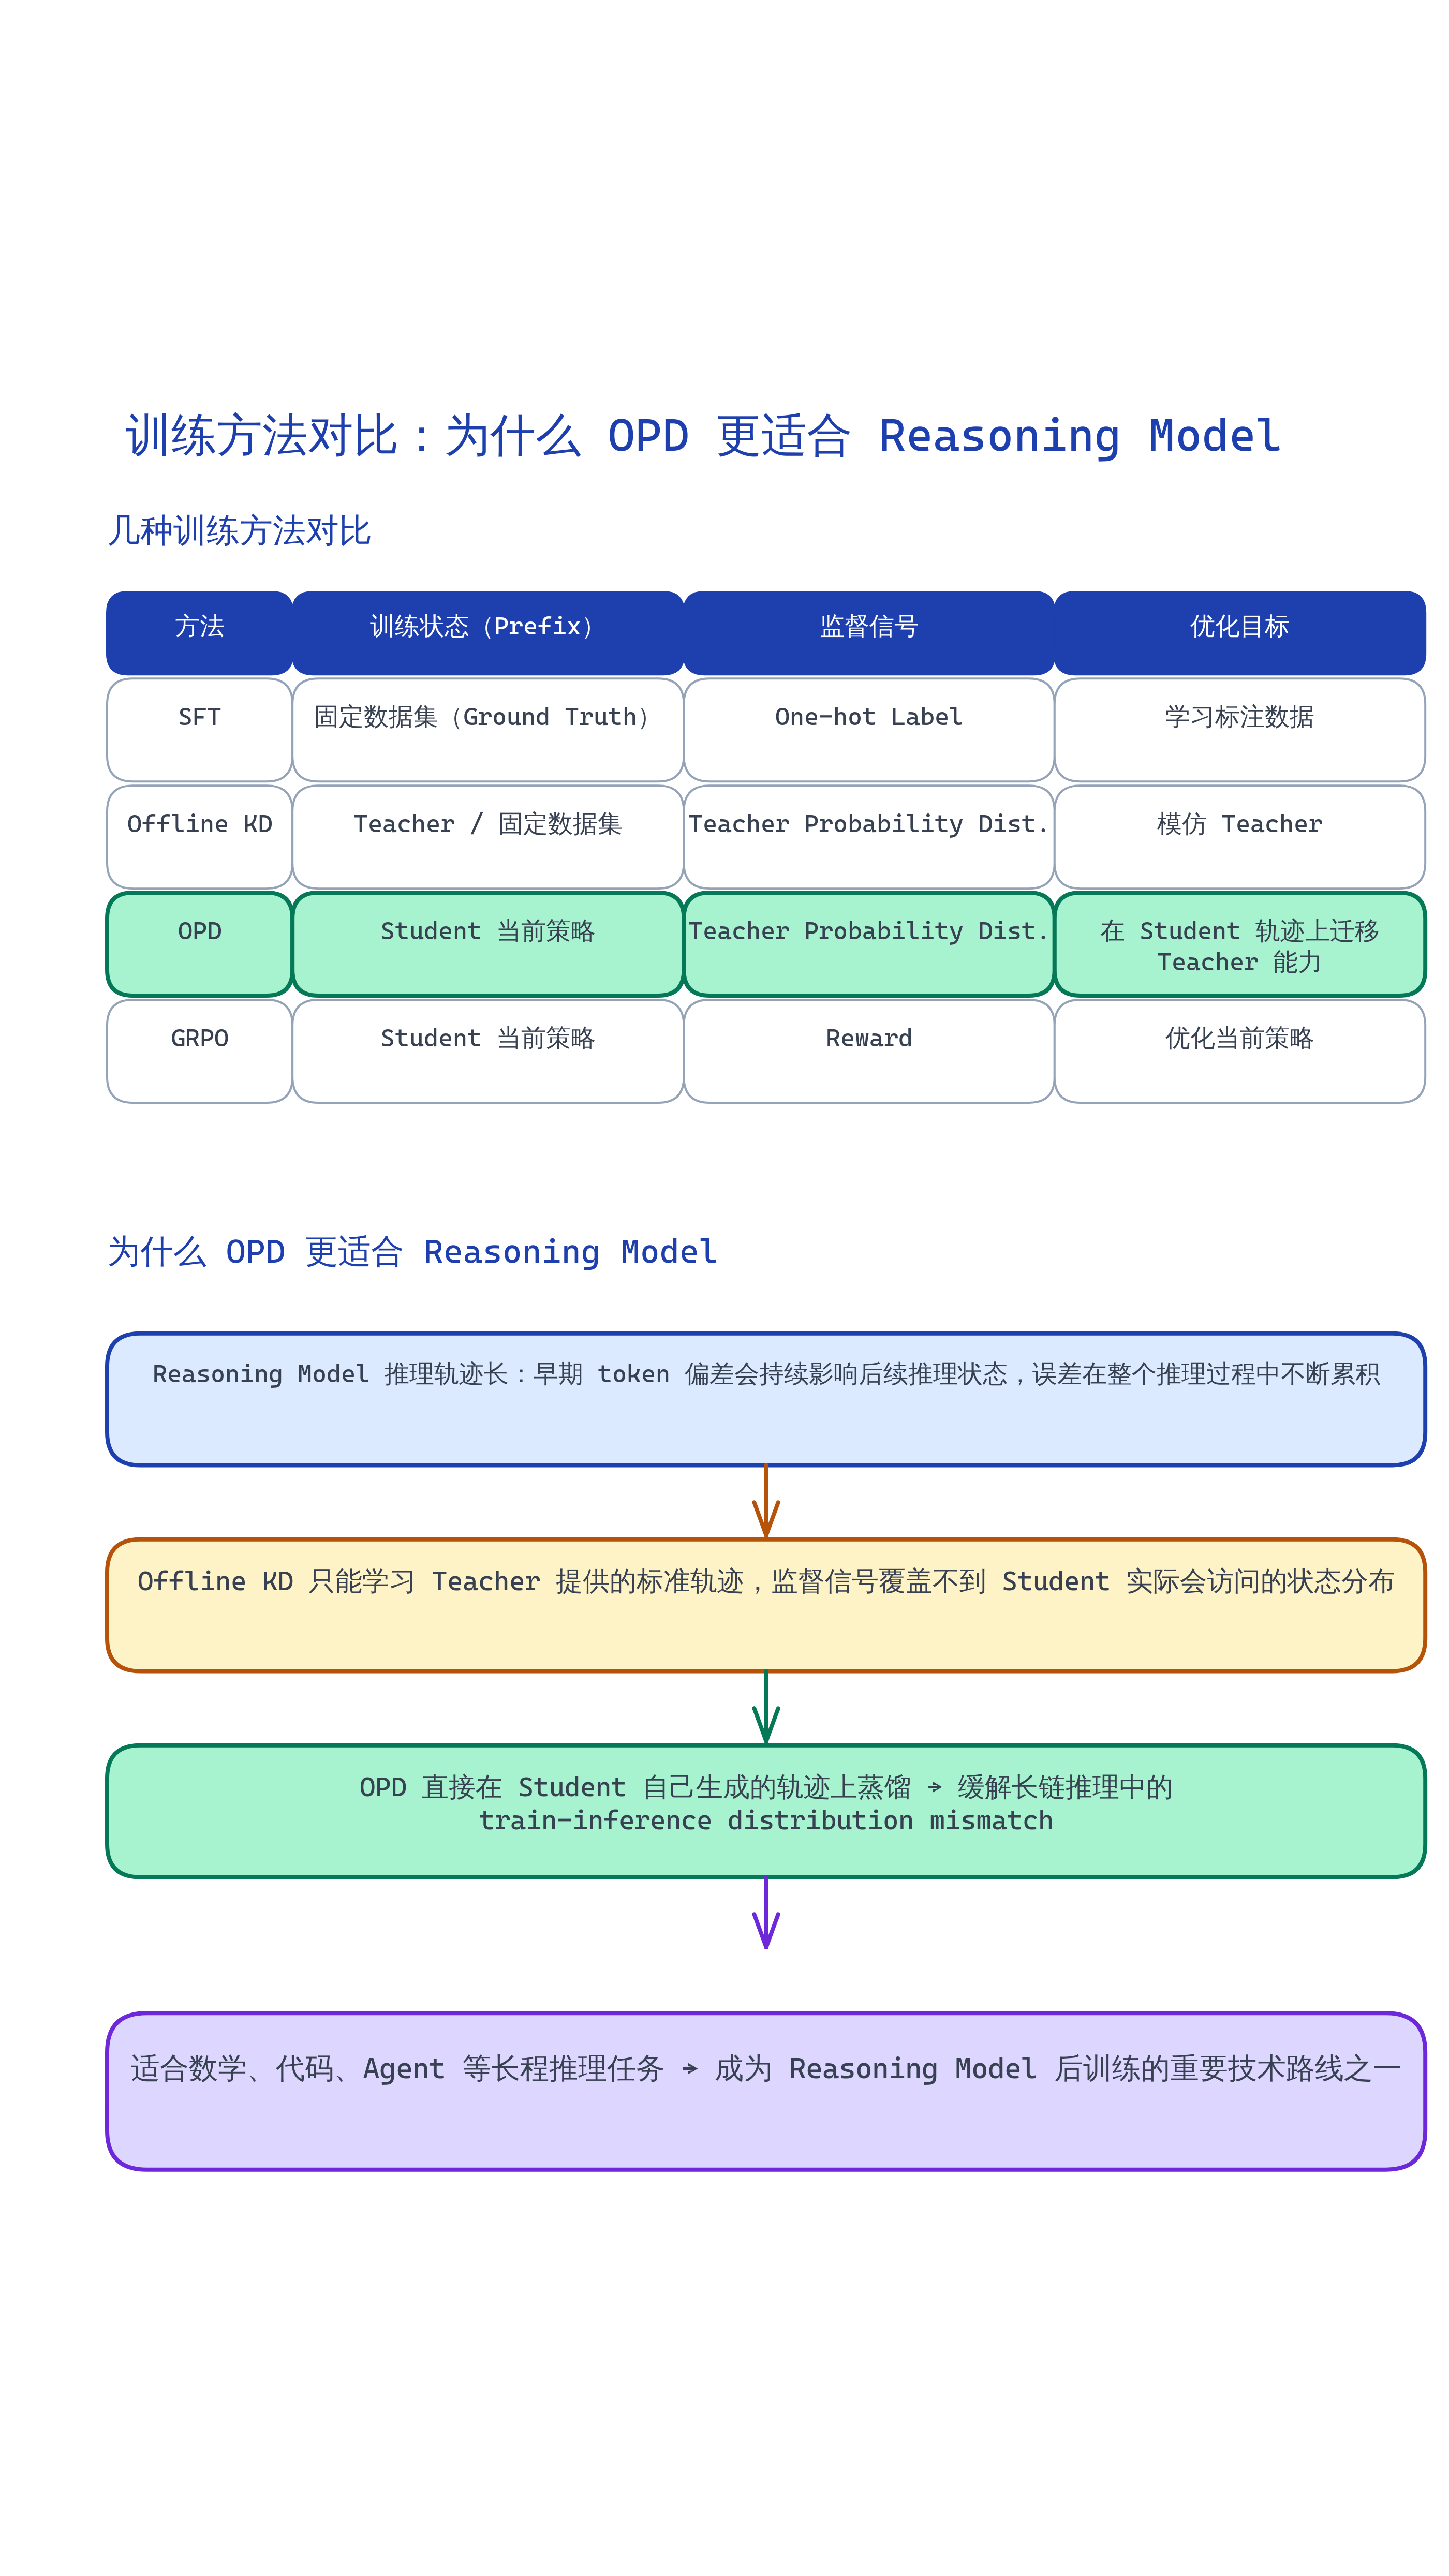 训练方法对比：为什么 OPD 更适合 Reasoning Model
几种训练方法对比
方法 训练状态（Prefix） 监督信号 优化目标
SFT 固定数据集（Ground Truth） One-hot Label 学习标注数据
Offline KD Teacher / 固定数据集 Teacher Probability Dist. 模仿 Teacher
OPD Student 当前策略 Teacher Probability Dist. 在 Student 轨迹上迁移
Teacher 能力
GRPO Student 当前策略 Reward 优化当前策略
为什么 OPD 更适合 Reasoning Model
Reasoning Model 推理轨迹长：早期 token 偏差会持续影响后续推理状态，误差在整个推理过程中不断累积
Offline KD 只能学习 Teacher 提供的标准轨迹，监督信号覆盖不到 Student 实际会访问的状态分布
OPD 直接在 Student 自己生成的轨迹上蒸馏 → 缓解长链推理中的
train-inference distribution mismatch
适合数学、代码、Agent 等长程推理任务 → 成为 Reasoning Model 后训练的重要技术路线之一